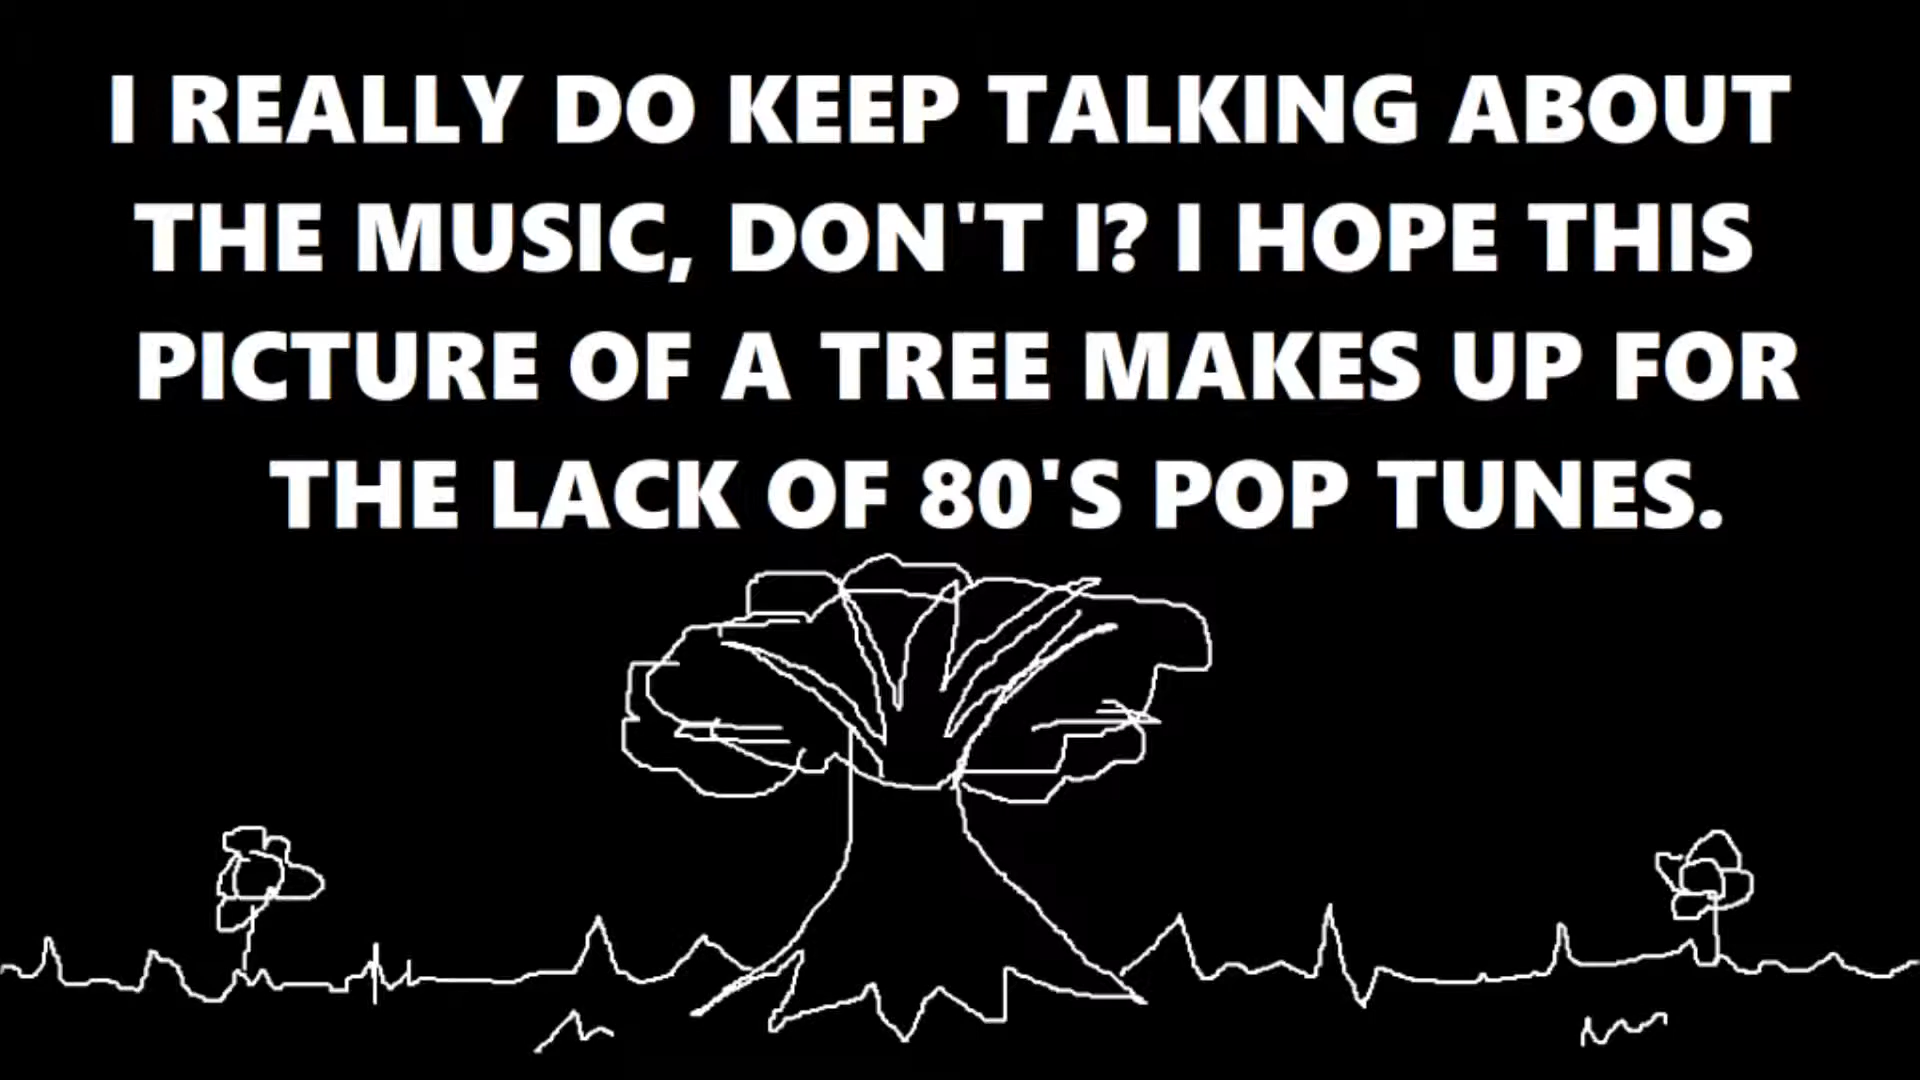 I REALLY DO KEEP TALKING ABOUT
THE MUSIC, DON'T I? I HOPE THIS
PICTURE OF A TREE MAKES UP FOR
THE LACK OF 80'S POP TUNES.